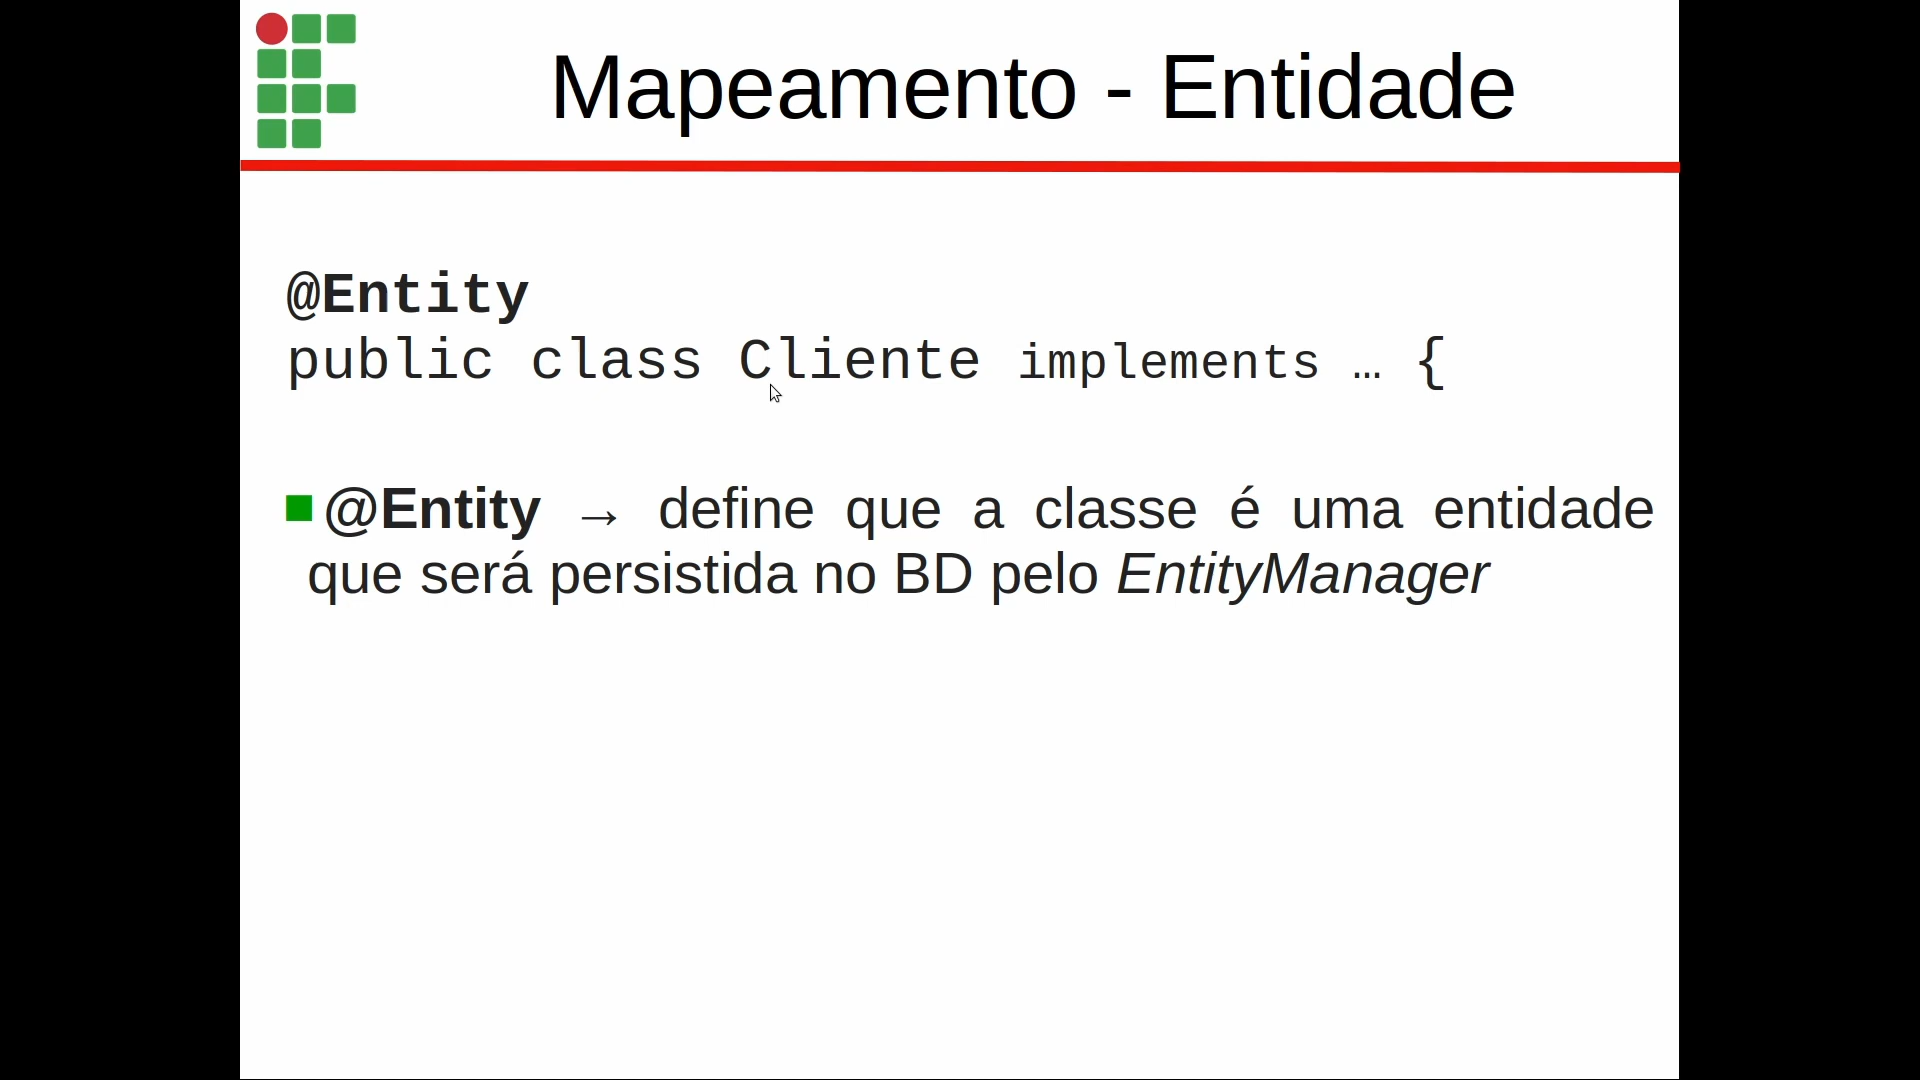 Mapeamento - Entidade
@Entity
public class Cliente implements … {
@Entity → define que a classe é uma entidade
que será persistida no BD pelo EntityManager